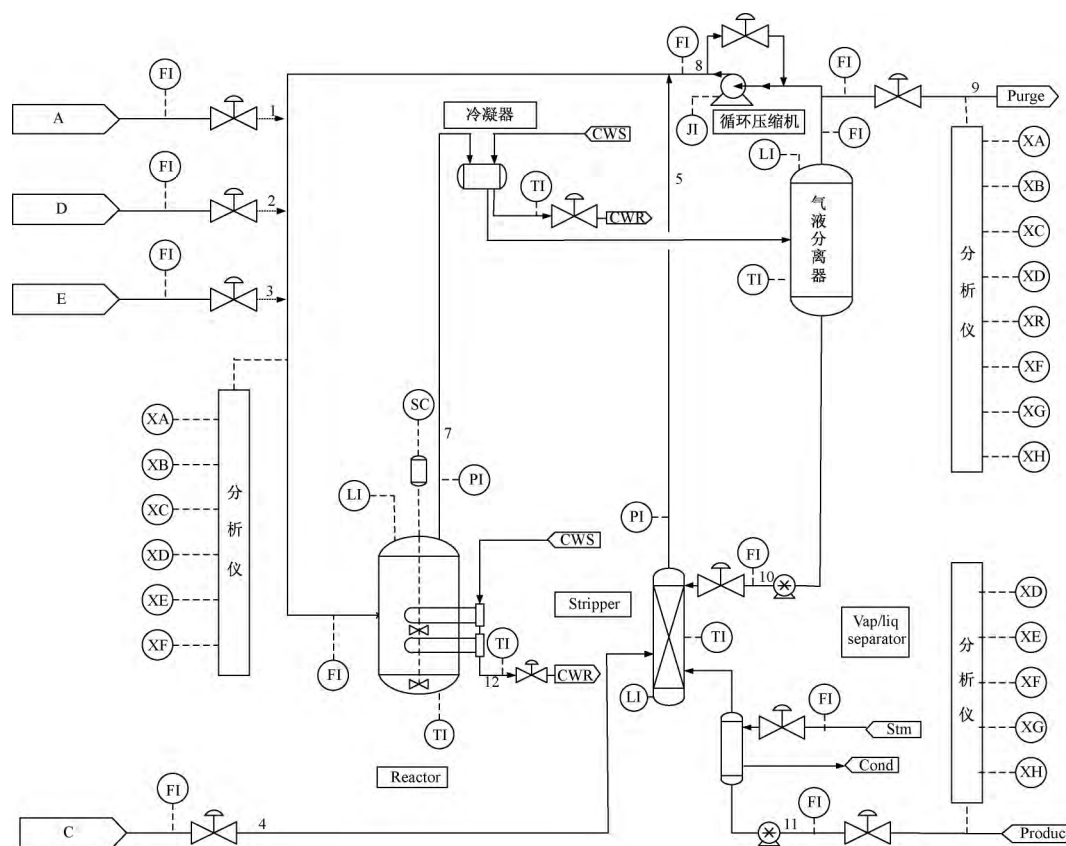 FI
8
FI
FI
9
Purge
A
1
冷凝器
CWS
JI
循环压缩机
FI
XA
LI
FI
TI
5
气液分离器
XB
D
2
CWR
XC
FI
TI
分析仪
XD
E
3
XR
XF
SC
XG
XA
7
XH
XB
LI
PI
分析仪
XC
PI
CWS
FI
XD
10
XD
Stripper
XE
TI
Vap/liq
separator
XE
分析仪
XF
FI
TI
XF
12
CWR
LI
TI
FI
XG
Stm
Reactor
Cond
XH
FI
FI
C
4
11
Produc